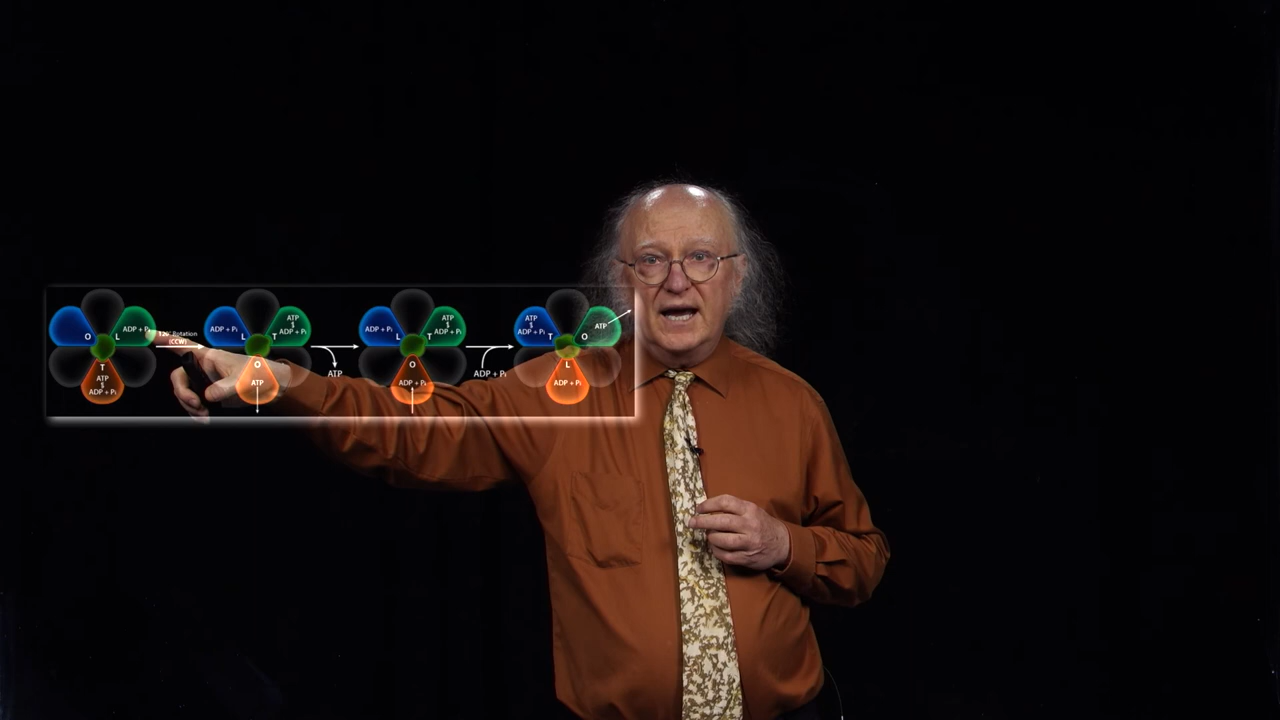 O
L
ADP + Pi
T
ATP
ADP + Pi
120° Rotation
(CCW)
ADP + Pi
L
T
ATP
ADP + Pi
O
ATP
ATP
ADP + Pi
L
T
ATP
ADP + Pi
O
ADP + Pi
ADP + Pi
ATP
ADP + Pi
T
O
ATP
L
ADP + Pi